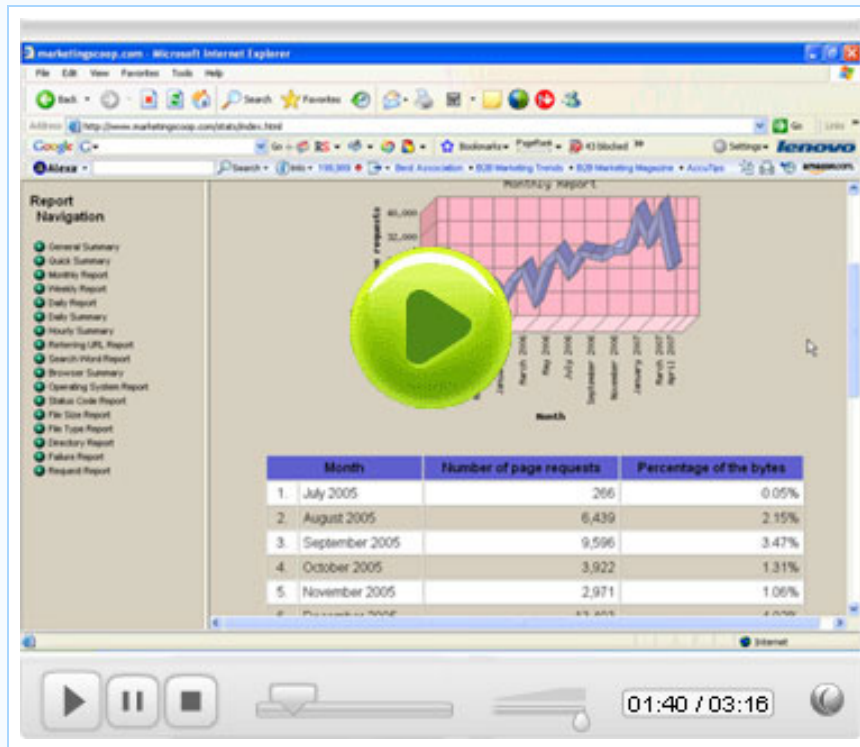 marketingscoop.com - Microsoft Internet Explorer
File Edit View Favorites Tools Help
Back Search Favorites
Address http://www.marketingscoop.com/stats/index.html Go Links
Google Go RS Bookmarks PageRank 43 blocked Settings lenovo
Alexa Search Info Best Association B2B Marketing Trends B2B Marketing Magazine AccuTips amazon.com
Report
Navigation
General Summary
Quick Summary
Monthly Report
Weekly Report
Daily Report
Daily Summary
Hourly Summary
Referring URL Report
Search Word Report
Browser Summary
Operating System Report
Status Code Report
File Size Report
File Type Report
Directory Report
Failure Report
Request Report
Monthly Report
40,000
32,000
requests
March 2006
May 2006
July 2006
September 2006
November 2006
January 2007
March 2007
April 2007
Month
Month Number of page requests Percentage of the bytes
1. July 2005 266 0.05%
2. August 2005 6,439 2.15%
3. September 2005 9,596 3.47%
4. October 2005 3,922 1.31%
5. November 2005 2,971 1.06%
Internet
01:40 / 03:16